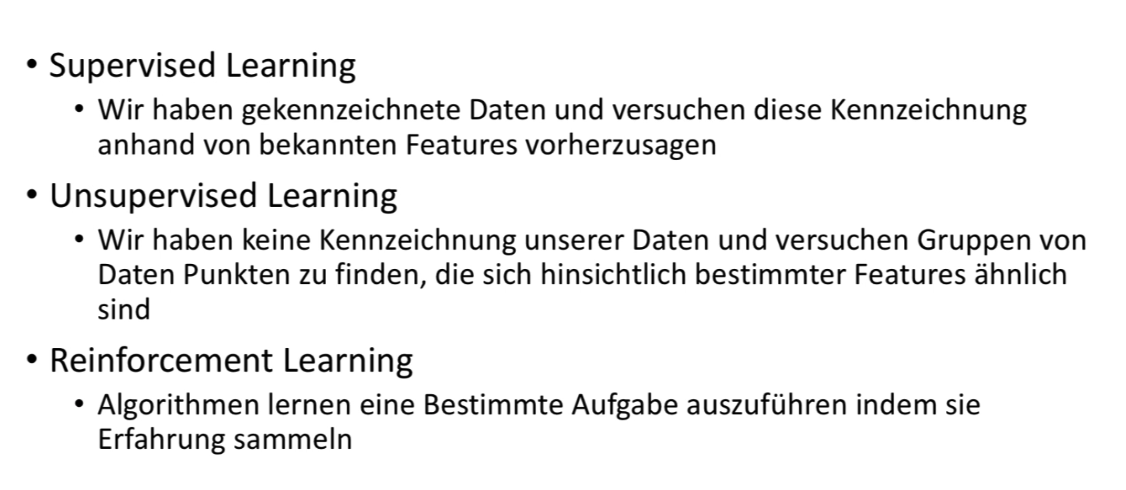 • Supervised Learning
• Wir haben gekennzeichnete Daten und versuchen diese Kennzeichnung
anhand von bekannten Features vorherzusagen
• Unsupervised Learning
• Wir haben keine Kennzeichnung unserer Daten und versuchen Gruppen von
Daten Punkten zu finden, die sich hinsichtlich bestimmter Features ähnlich
sind
• Reinforcement Learning
• Algorithmen lernen eine Bestimmte Aufgabe auszuführen indem sie
Erfahrung sammeln